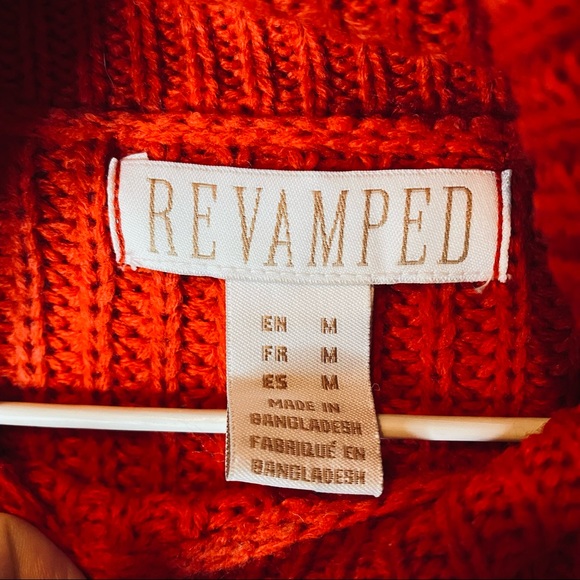 REVAMPED
EN M
FR M
ES M
MADE IN
BANGLADESH
FABRIQUÉ EN
BANGLADESH